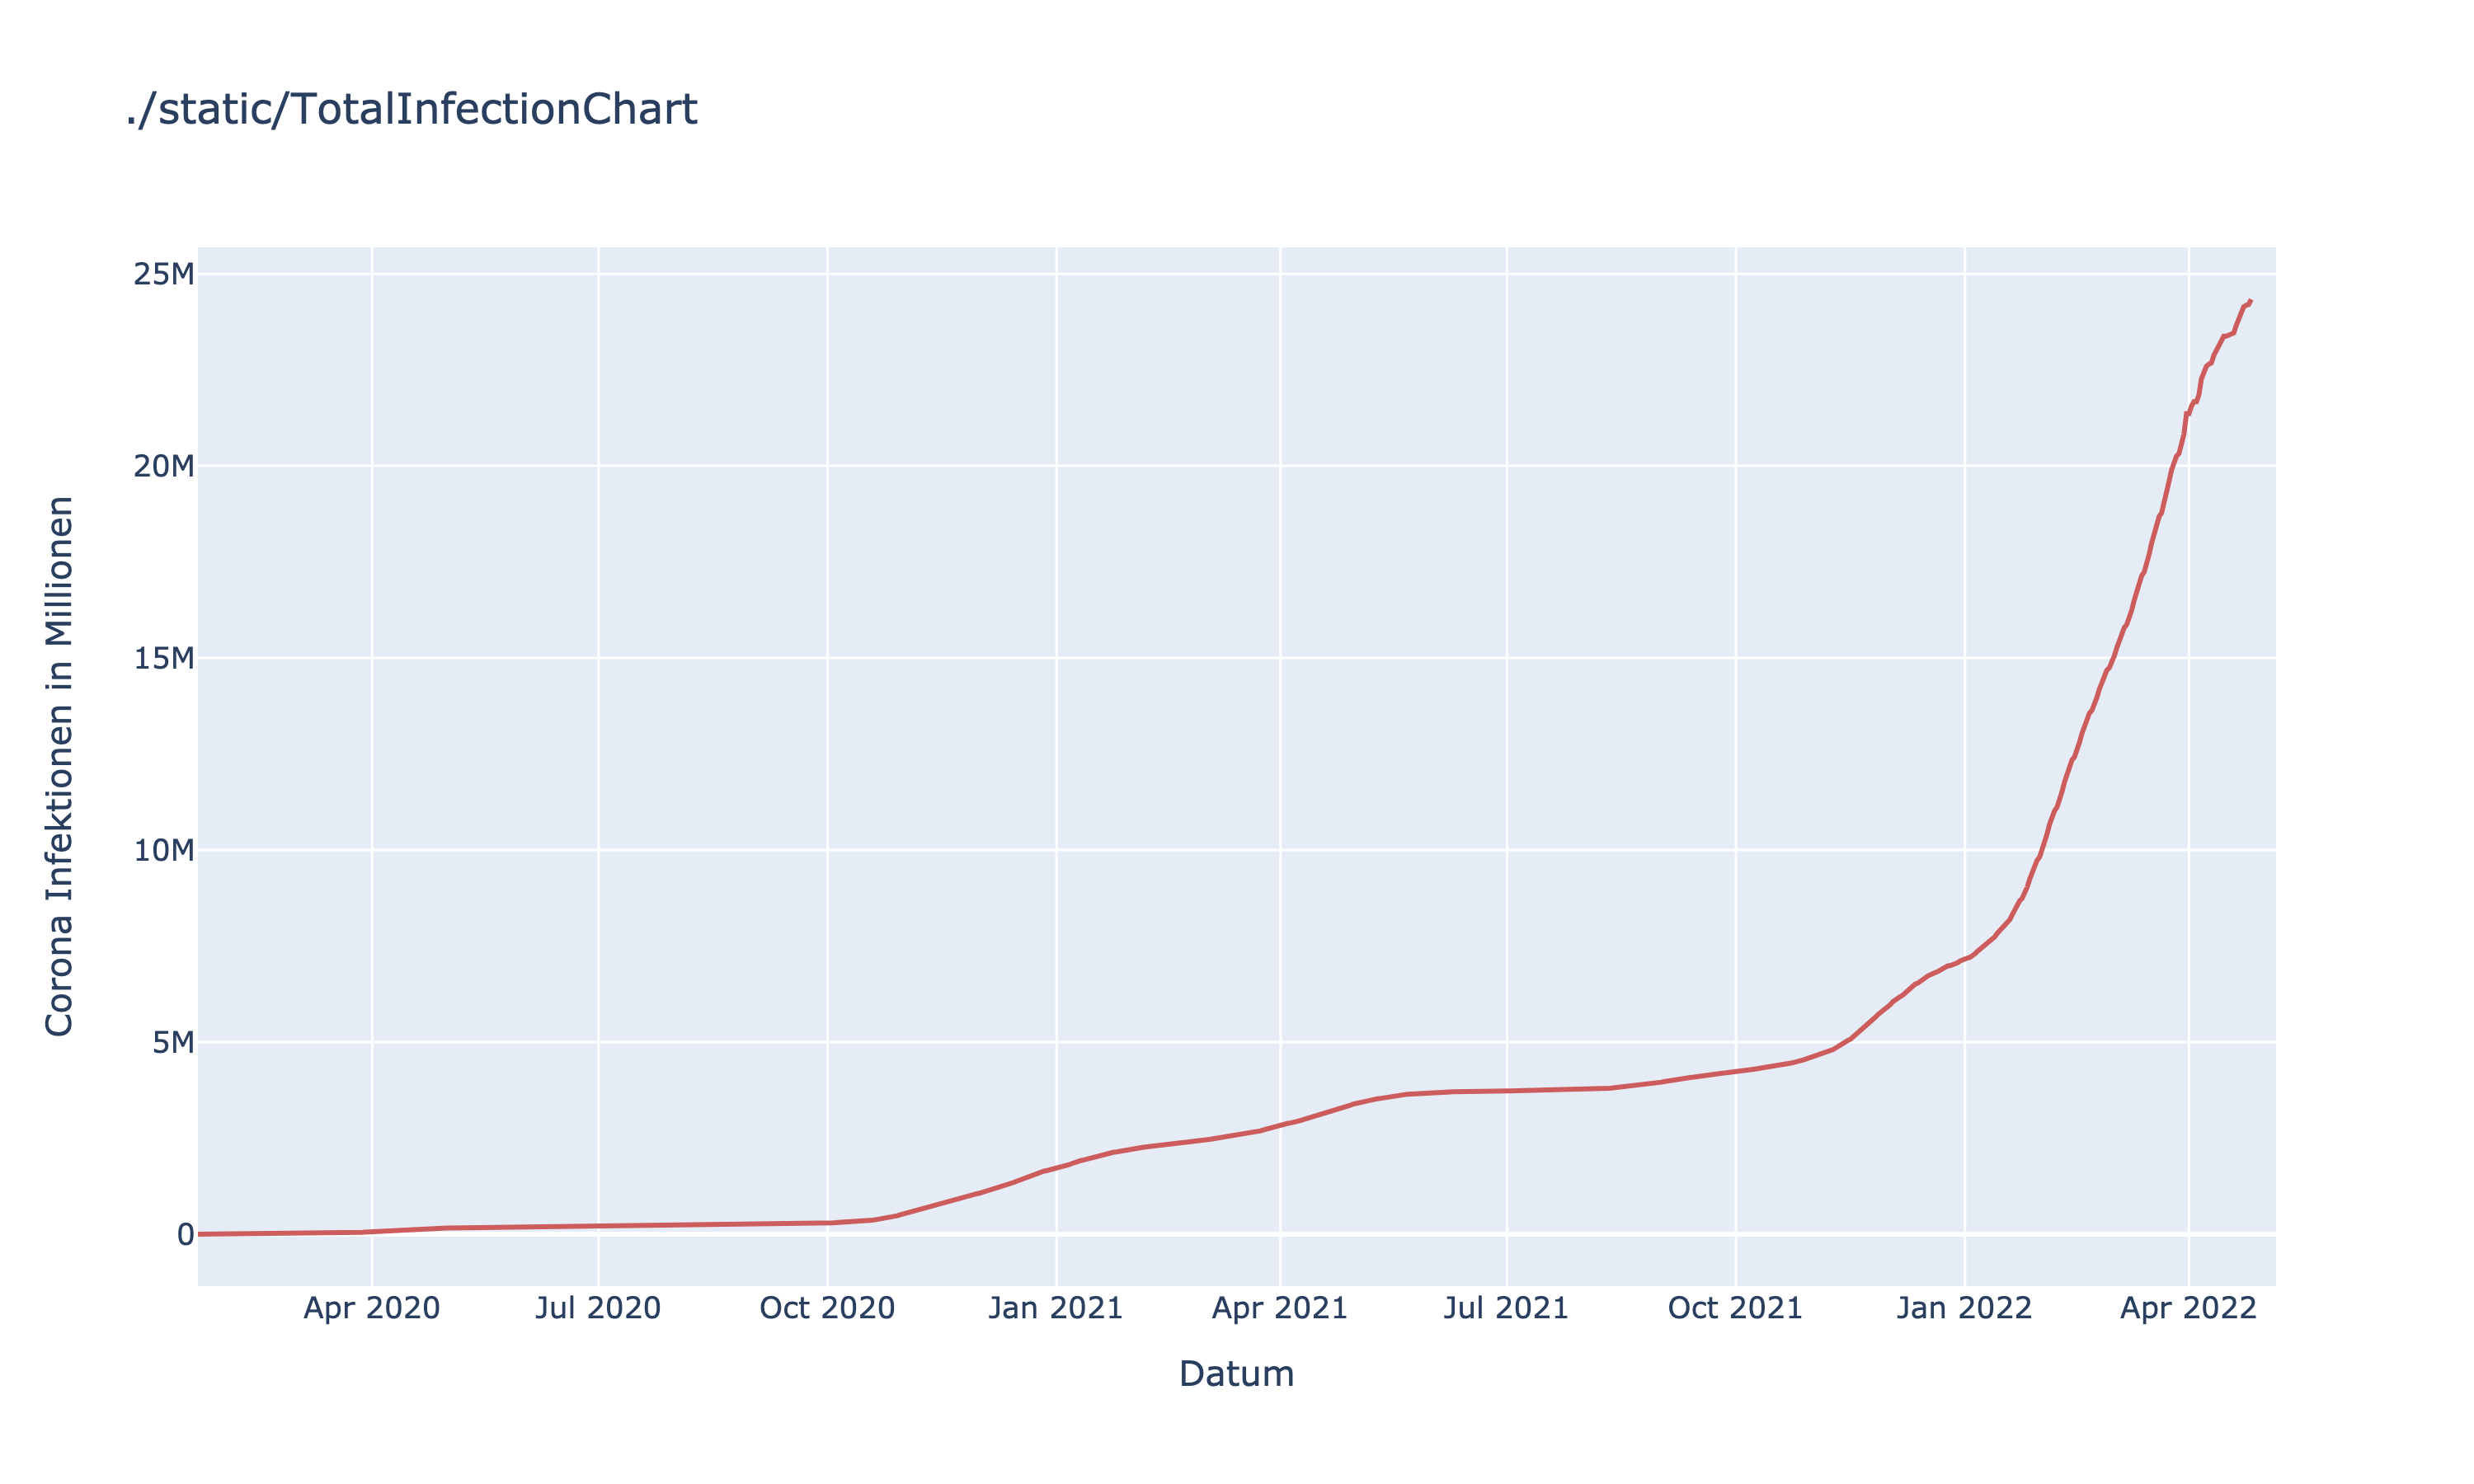 ./static/TotalInfectionChart
Corona Infektionen in Millionen
25M
20M
15M
10M
5M
0
Apr 2020 Jul 2020 Oct 2020 Jan 2021 Apr 2021 Jul 2021 Oct 2021 Jan 2022 Apr 2022
Datum